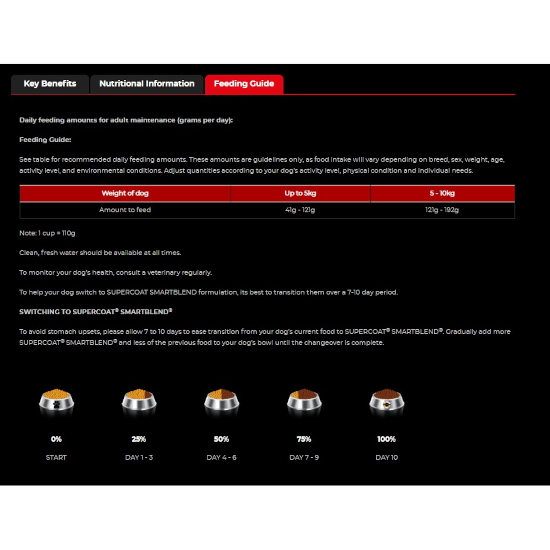 Key Benefits Nutritional Information Feeding Guide
Daily feeding amounts for adult maintenance (grams per day):
Feeding Guide:
See table for recommended daily feeding amounts. These amounts are guidelines only, as food intake will vary depending on breed, sex, weight, age,
activity level, and environmental conditions. Adjust quantities according to your dog's activity level, physical condition and individual needs.
Weight of dog Up to 5kg 5 - 10kg
Amount to feed 41g - 121g 121g - 192g
Note: 1 cup = 110g
Clean, fresh water should be available at all times.
To monitor your dog's health, consult a veterinary regularly.
To help your dog switch to SUPERCOAT SMARTBLEND formulation, its best to transition them over a 7-10 day period.
SWITCHING TO SUPERCOAT® SMARTBLEND®
To avoid stomach upsets, please allow 7 to 10 days to ease transition from your dog's current food to SUPERCOAT® SMARTBLEND®. Gradually add more
SUPERCOAT® SMARTBLEND® and less of the previous food to your dog's bowl until the changeover is complete.
0% 25% 50% 75% 100%
START DAY 1 - 3 DAY 4 - 6 DAY 7 - 9 DAY 10